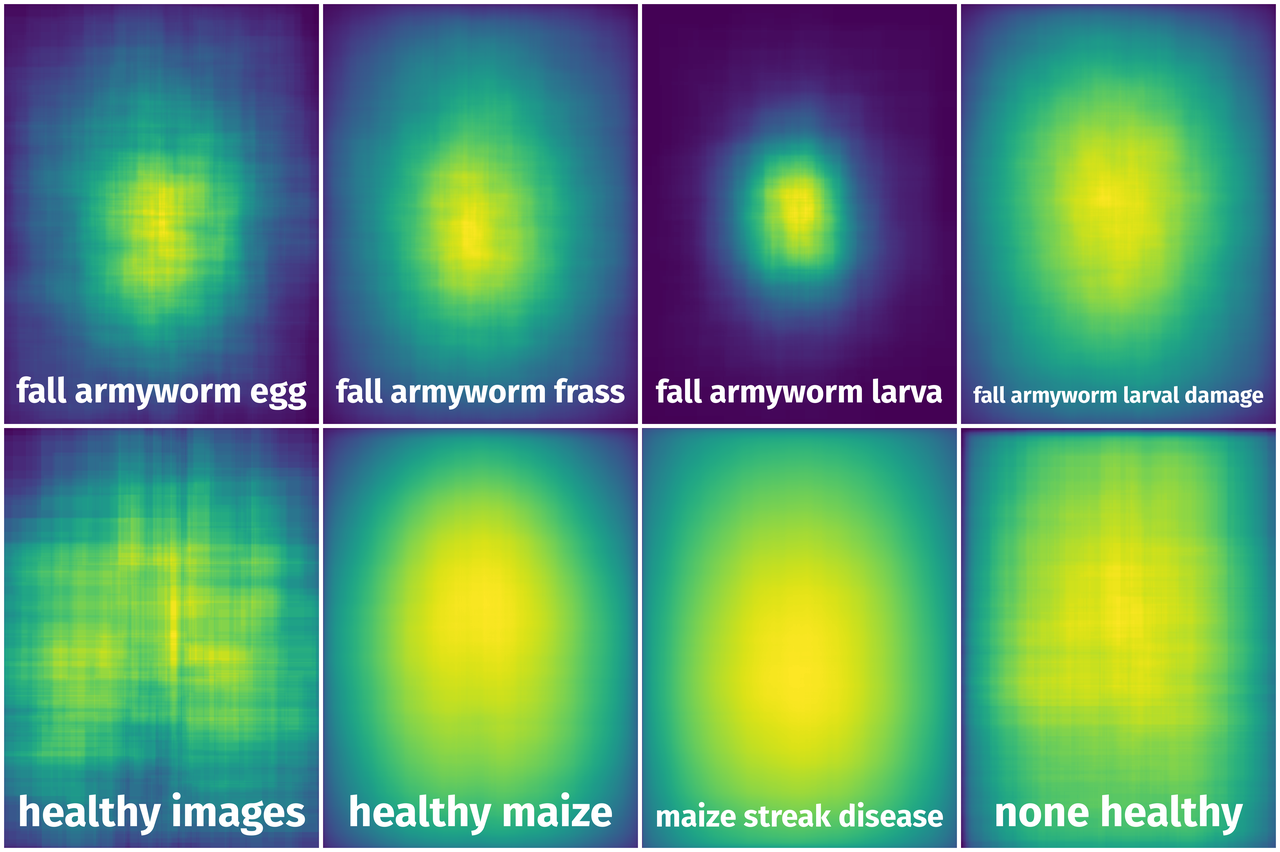 fall armyworm egg
fall armyworm frass
fall armyworm larva
fall armyworm larval damage
healthy images
healthy maize
maize streak disease
none healthy